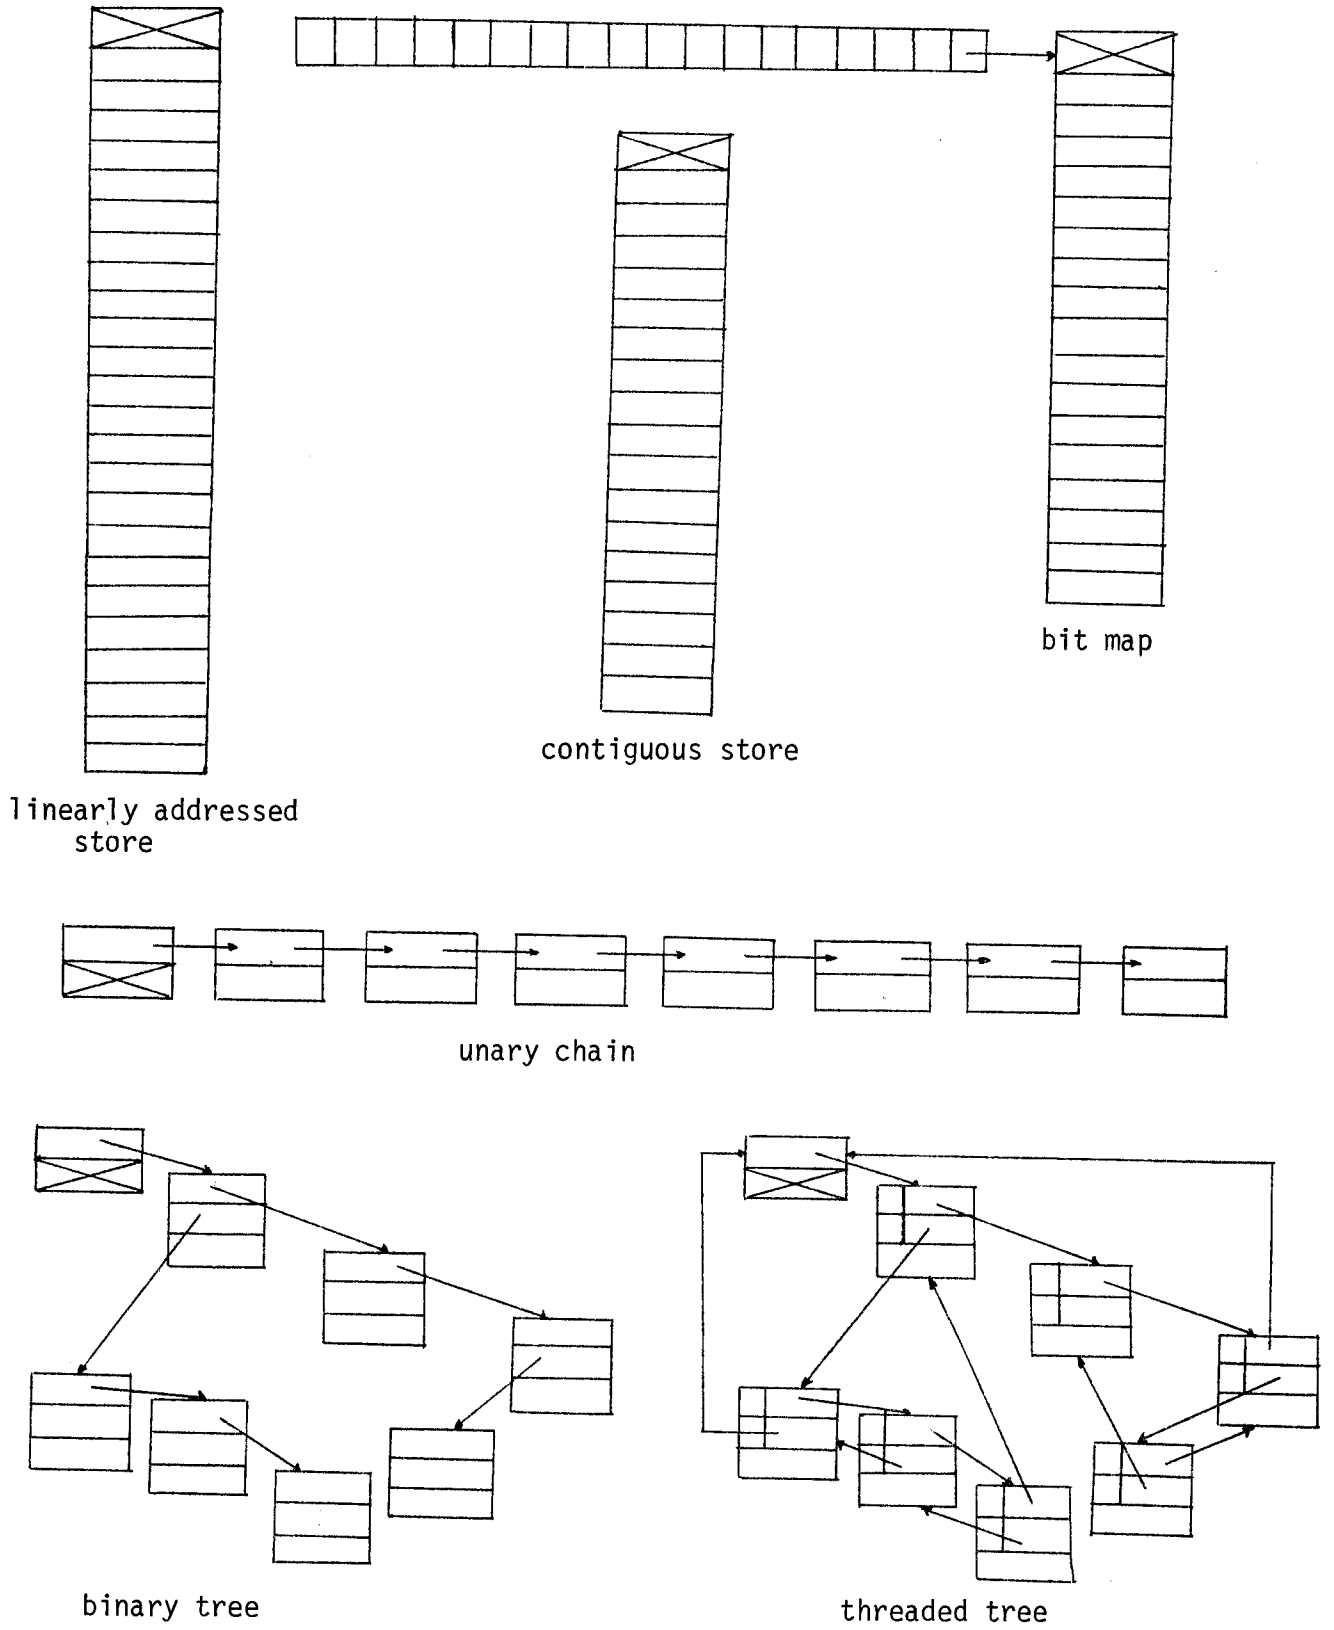 bit map
contiguous store
linearly addressed
store
unary chain
binary tree
threaded tree